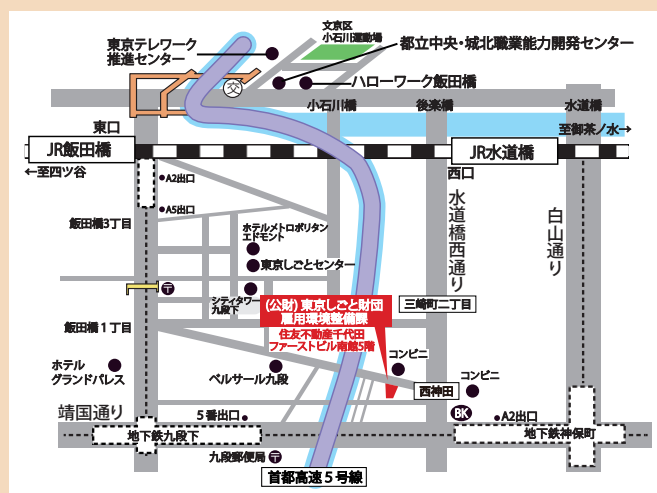 文京区
小石川運動場
東京テレワーク
推進センター
都立中央・城北職業能力開発センター
ハローワーク飯田橋
交
小石川橋
後楽橋
水道橋
東口
至御茶ノ水→
JR飯田橋
JR水道橋
←至四ツ谷
西口
A2出口
A5出口
水道橋西通り
白山通り
飯田橋3丁目
ホテルメトロポリタン
エドモント
東京しごとセンター
〒
シティタワー
九段下
(公財) 東京しごと財団
雇用環境整備課
三崎町二丁目
飯田橋１丁目
住友不動産千代田
ファーストビル南館5階
ホテル
グランドパレス
ベルサール九段
コンビニ
コンビニ
西神田
靖国通り
５番出口
BK
A2出口
地下鉄九段下
地下鉄神保町
九段郵便局
〒
首都高速５号線